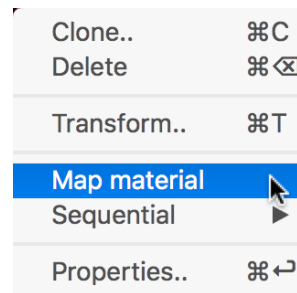 Clone.. ⌘C
Delete ⌘⌫
Transform.. ⌘T
Map material
Sequential ▶
Properties.. ⌘↩